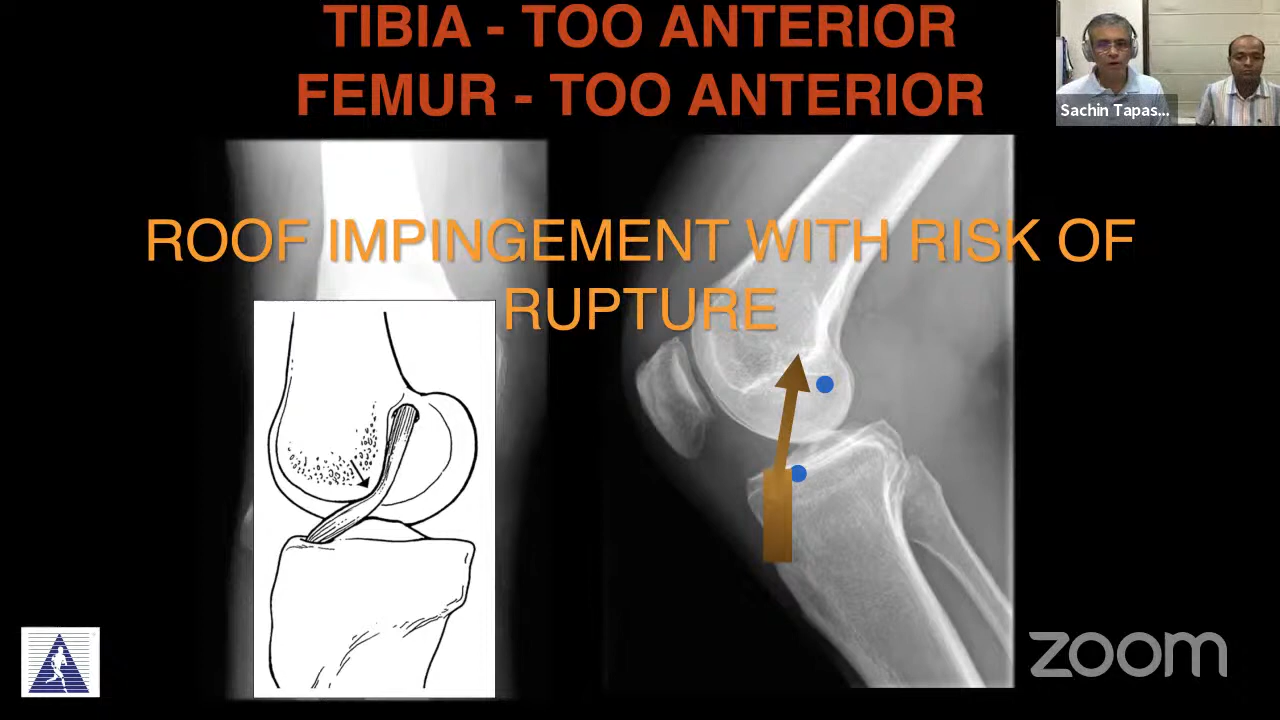 TIBIA - TOO ANTERIOR
FEMUR - TOO ANTERIOR
Sachin Tapas...
ROOF IMPINGEMENT WITH RISK OF
RUPTURE
zoom